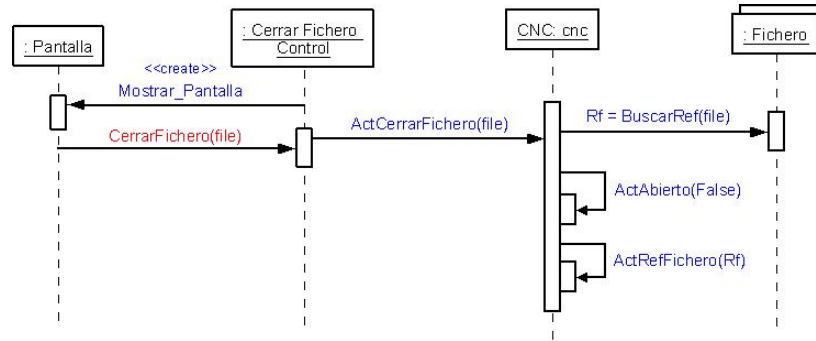 : Pantalla
: Cerrar Fichero
Control
CNC: cnc
: Fichero
<<create>>
Mostrar_Pantalla
CerrarFichero(file)
ActCerrarFichero(file)
Rf = BuscarRef(file)
ActAbierto(False)
ActRefFichero(Rf)